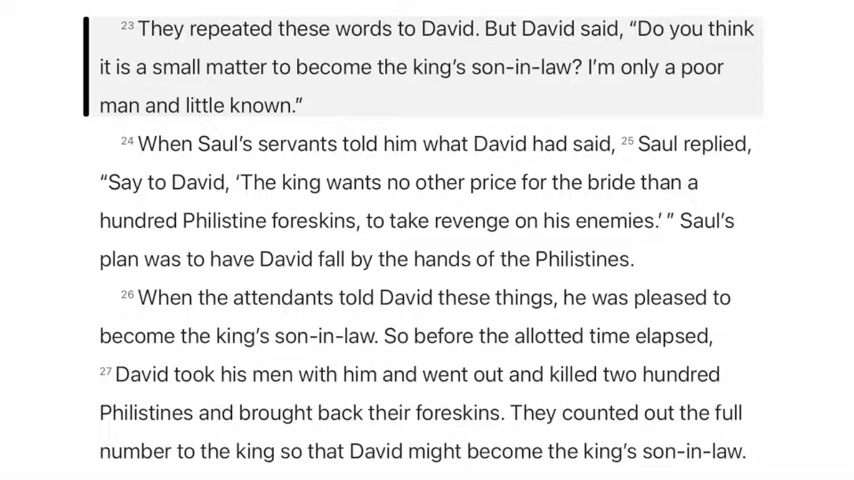 23 They repeated these words to David. But David said, “Do you think
it is a small matter to become the king’s son-in-law? I’m only a poor
man and little known.”
24 When Saul’s servants told him what David had said, 25 Saul replied,
“Say to David, ‘The king wants no other price for the bride than a
hundred Philistine foreskins, to take revenge on his enemies.’ ” Saul’s
plan was to have David fall by the hands of the Philistines.
26 When the attendants told David these things, he was pleased to
become the king’s son-in-law. So before the allotted time elapsed,
27 David took his men with him and went out and killed two hundred
Philistines and brought back their foreskins. They counted out the full
number to the king so that David might become the king’s son-in-law.